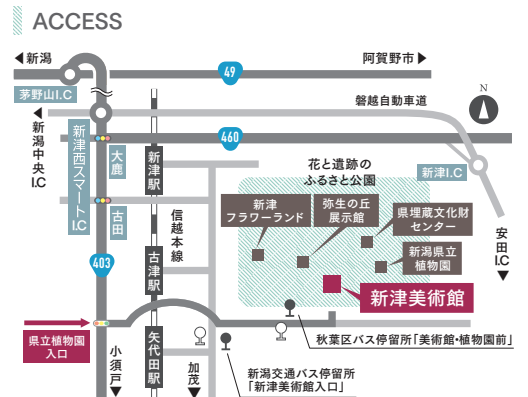 ACCESS
◀新潟
49
阿賀野市▶
茅野山I.C
磐越自動車道
N
新潟中央I.C
新津西スマートI.C
大鹿
新津駅
460
花と遺跡の
ふるさと公園
新津I.C
古田
信越本線
新津
フラワーランド
弥生の丘
展示館
県埋蔵文化財
センター
新潟県立
植物園
安田I.C
403
古津駅
新津美術館
県立植物園
入口
小須戸
矢代田駅
加茂
秋葉区バス停留所「美術館・植物園前」
新潟交通バス停留所
「新津美術館入口」